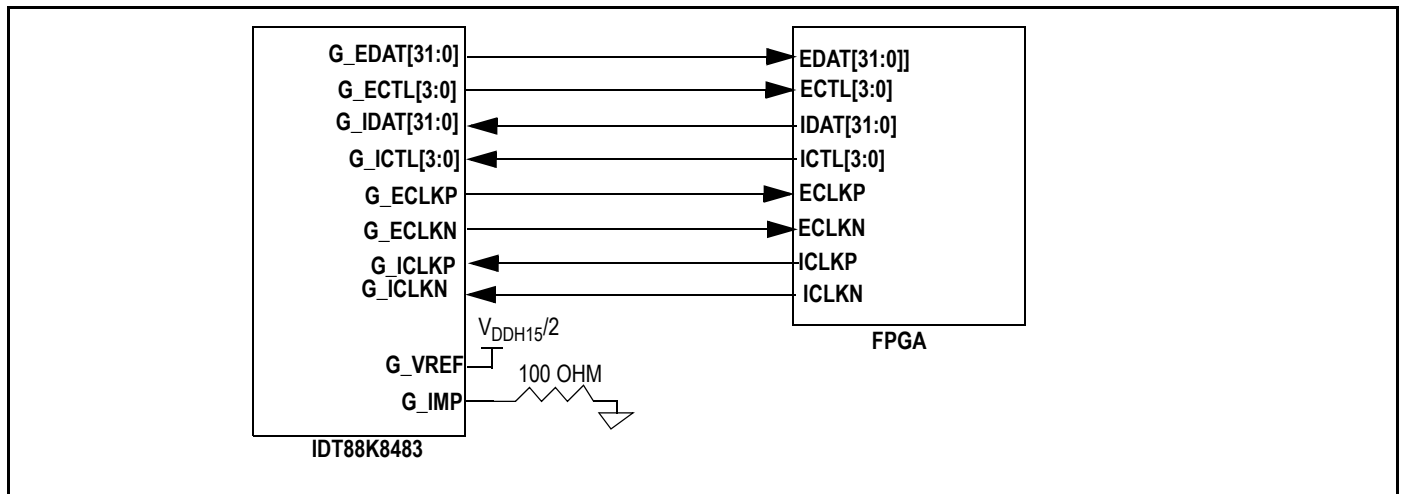 G_EDAT[31:0]
G_ECTL[3:0]
G_IDAT[31:0]
G_ICTL[3:0]
G_ECLKP
G_ECLKN
G_ICLKP
G_ICLKN
G_VREF
G_IMP
VDDH15/2
100 OHM
IDT88K8483
EDAT[31:0]]
ECTL[3:0]
IDAT[31:0]
ICTL[3:0]
ECLKP
ECLKN
ICLKP
ICLKN
FPGA